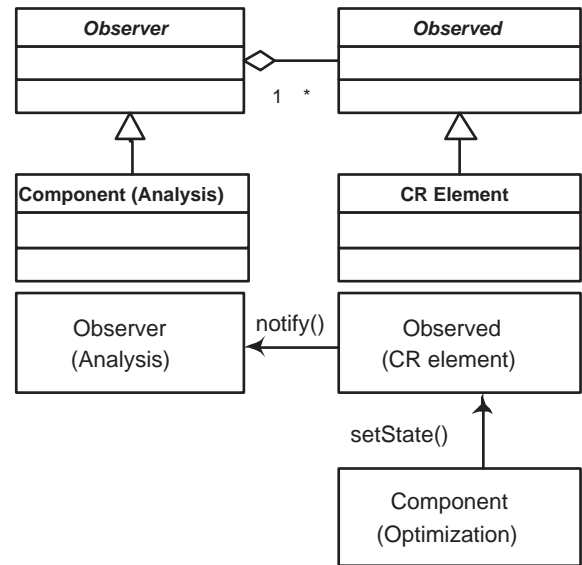 Observer
Observed
1 *
Component (Analysis)
CR Element
Observer
(Analysis)
notify()
Observed
(CR element)
setState()
Component
(Optimization)